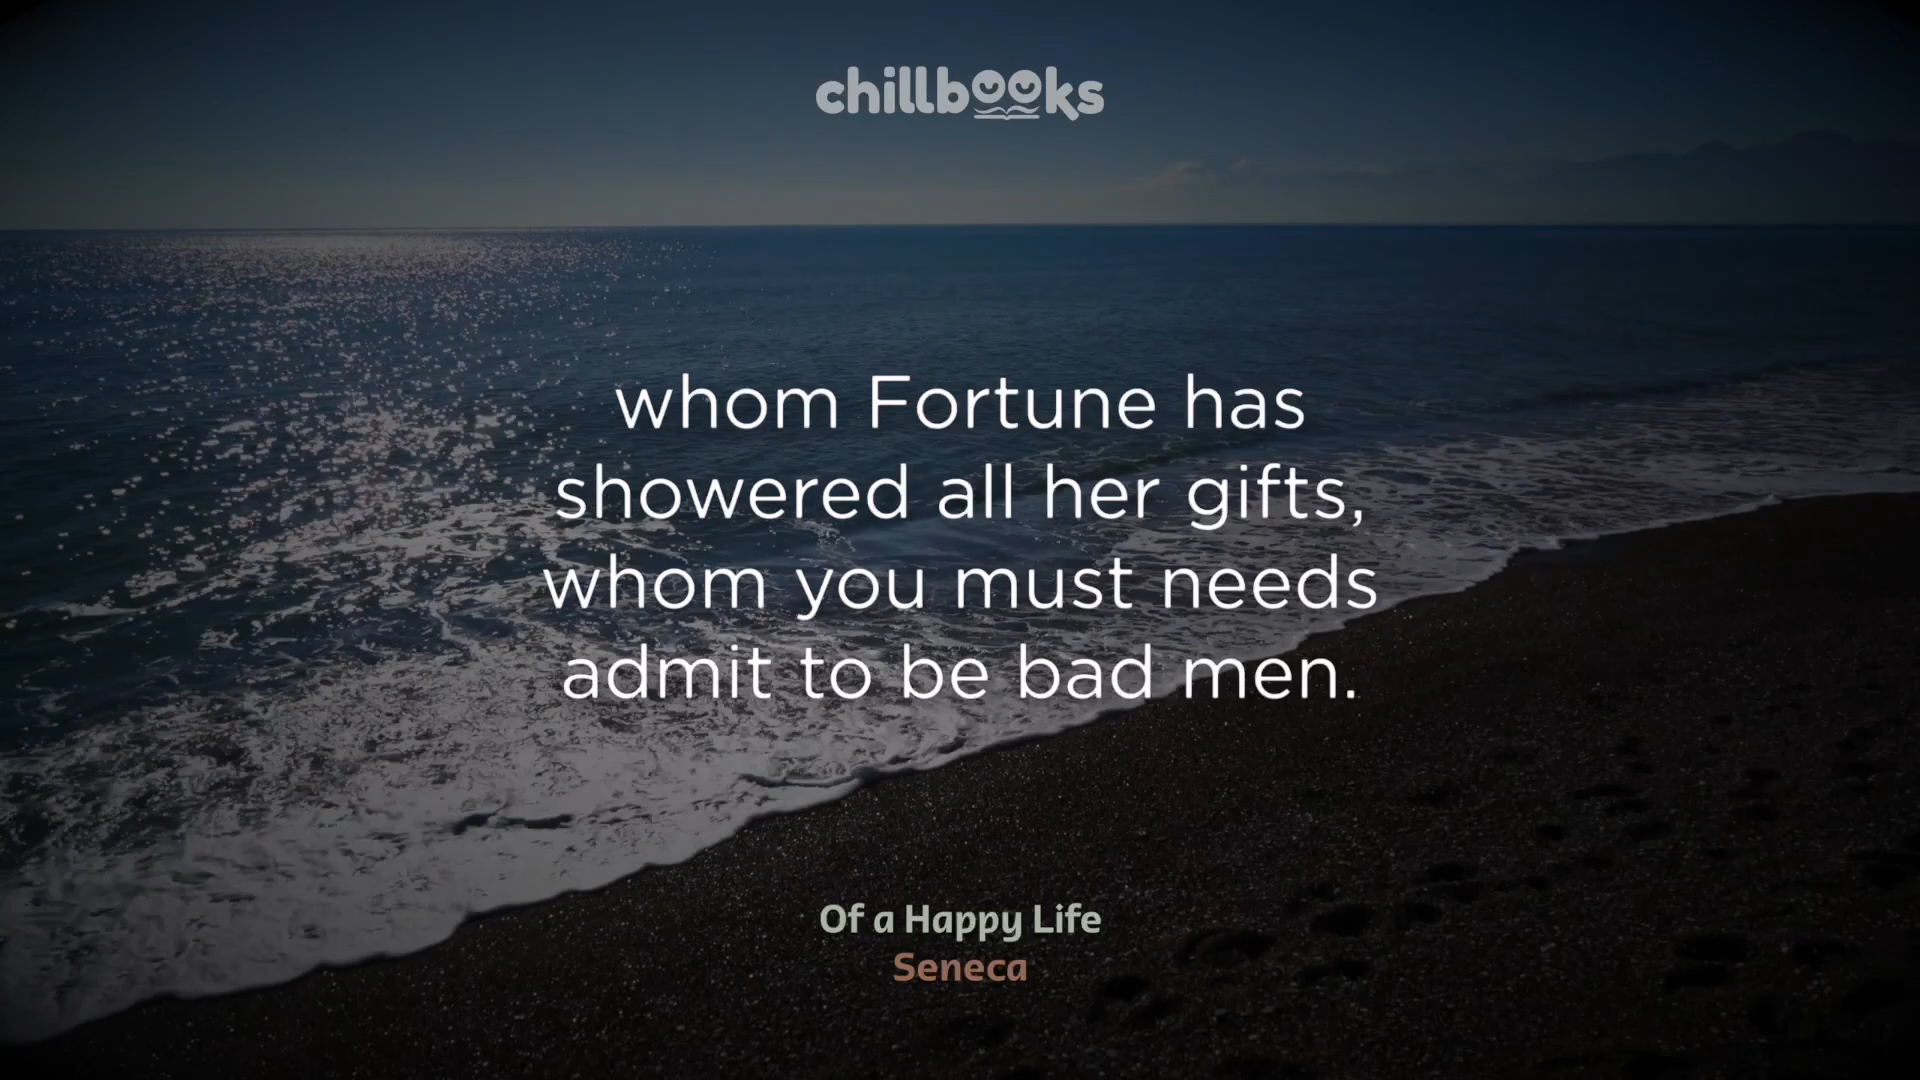 chillbooks
whom Fortune has
showered all her gifts,
whom you must needs
admit to be bad men.
Of a Happy Life
Seneca